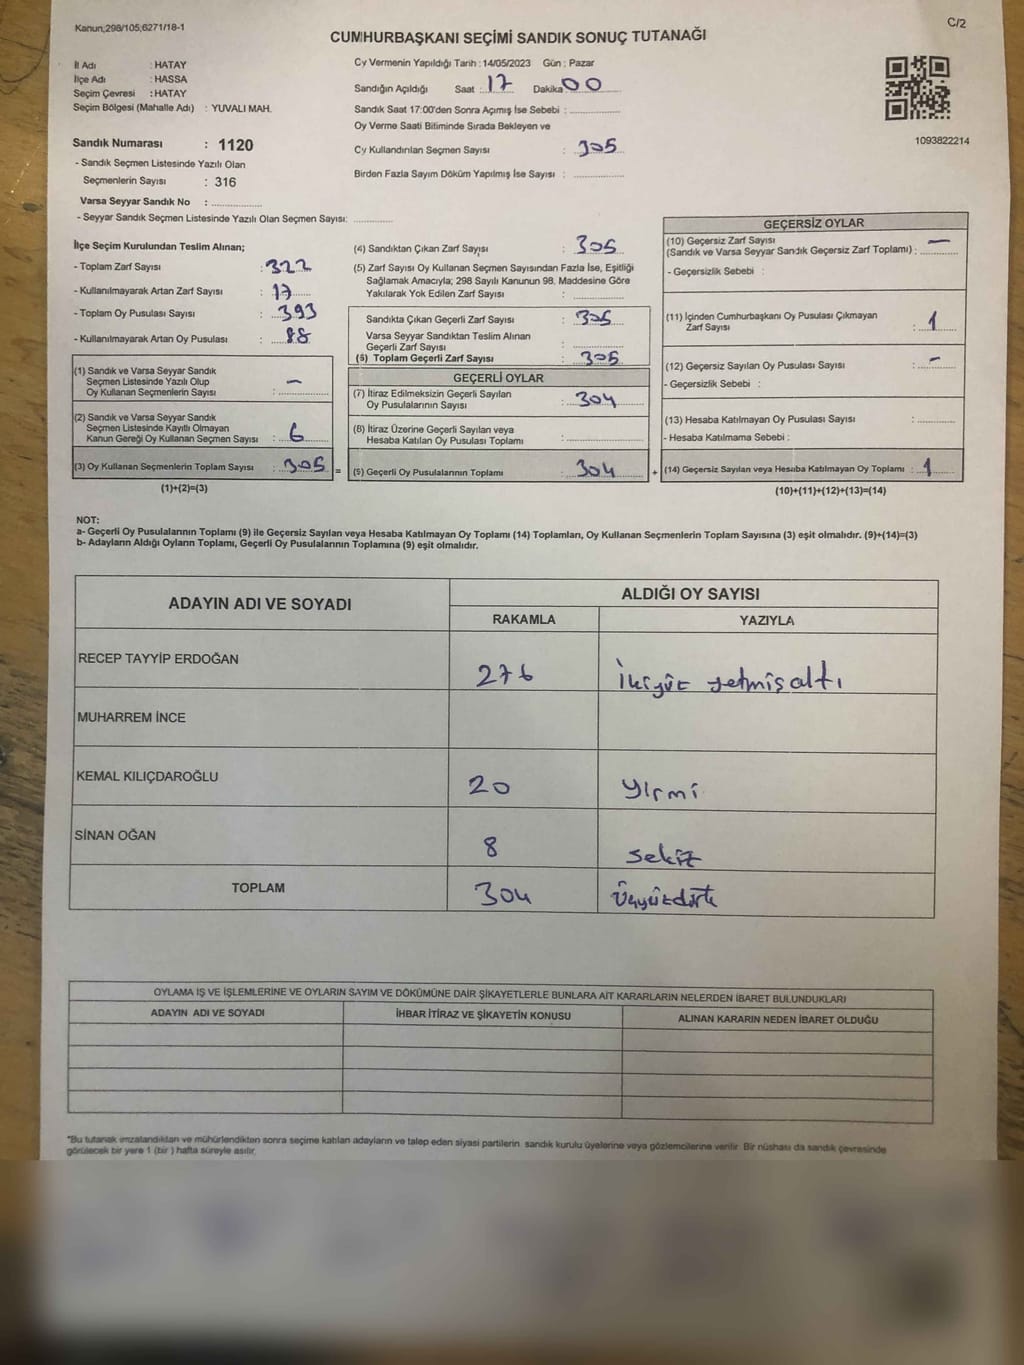 Kanun;298/105;6271/18-1
C/2
CUMHURBAŞKANI SEÇİMİ SANDIK SONUÇ TUTANAĞI
İl Adı : HATAY
İlçe Adı : HASSA
Seçim Çevresi : HATAY
Seçim Bölgesi (Mahalle Adı) : YUVALI MAH.
Sandık Numarası : 1120
- Sandık Seçmen Listesinde Yazılı Olan
Seçmenlerin Sayısı : 316
Varsa Seyyar Sandık No :
- Seyyar Sandık Seçmen Listesinde Yazılı Olan Seçmen Sayısı:
Oy Vermenin Yapıldığı Tarih : 14/05/2023 Gün : Pazar
Sandığın Açıldığı Saat : 17 Dakika 00
Sandık Saat 17:00'den Sonra Açılmış İse Sebebi :
Oy Verme Saati Bitiminde Sırada Bekleyen ve
Oy Kullandırılan Seçmen Sayısı : 305
Birden Fazla Sayım Döküm Yapılmış İse Sayısı :
1093822214
İlçe Seçim Kurulundan Teslim Alınan;
- Toplam Zarf Sayısı : 322
- Kullanılmayarak Artan Zarf Sayısı : 17
- Toplam Oy Pusulası Sayısı : 393
- Kullanılmayarak Artan Oy Pusulası : 88
(1) Sandık ve Varsa Seyyar Sandık
Seçmen Listesinde Yazılı Olup
Oy Kullanan Seçmenlerin Sayısı : —
(2) Sandık ve Varsa Seyyar Sandık
Seçmen Listesinde Kayıtlı Olmayan
Kanun Gereği Oy Kullanan Seçmen Sayısı : 6
(3) Oy Kullanan Seçmenlerin Toplam Sayısı : 305 =
(1)+(2)=(3)
(4) Sandıktan Çıkan Zarf Sayısı : 305
(5) Zarf Sayısı Oy Kullanan Seçmen Sayısından Fazla İse, Eşitliği
Sağlamak Amacıyla; 298 Sayılı Kanunun 98. Maddesine Göre
Yakılarak Yok Edilen Zarf Sayısı :
Sandıkta Çıkan Geçerli Zarf Sayısı : 305
Varsa Seyyar Sandıktan Teslim Alınan
Geçerli Zarf Sayısı :
(6) Toplam Geçerli Zarf Sayısı : 305
GEÇERLİ OYLAR
(7) İtiraz Edilmeksizin Geçerli Sayılan
Oy Pusulalarının Sayısı : 304
(8) İtiraz Üzerine Geçerli Sayılan veya
Hesaba Katılan Oy Pusulası Toplamı :
(9) Geçerli Oy Pusulalarının Toplamı : 304 +
GEÇERSİZ OYLAR
(10) Geçersiz Zarf Sayısı
(Sandık ve Varsa Seyyar Sandık Geçersiz Zarf Toplamı) : —
- Geçersizlik Sebebi :
(11) İçinden Cumhurbaşkanı Oy Pusulası Çıkmayan
Zarf Sayısı : 1
(12) Geçersiz Sayılan Oy Pusulası Sayısı : —
- Geçersizlik Sebebi :
(13) Hesaba Katılmayan Oy Pusulası Sayısı :
- Hesaba Katılmama Sebebi :
(14) Geçersiz Sayılan veya Hesaba Katılmayan Oy Toplamı : 1
(10)+(11)+(12)+(13)=(14)
NOT:
a- Geçerli Oy Pusulalarının Toplamı (9) ile Geçersiz Sayılan veya Hesaba Katılmayan Oy Toplamı (14) Toplamları, Oy Kullanan Seçmenlerin Toplam Sayısına (3) eşit olmalıdır. (9)+(14)=(3)
b- Adayların Aldığı Oyların Toplamı, Geçerli Oy Pusulalarının Toplamına (9) eşit olmalıdır.
ADAYIN ADI VE SOYADI
ALDIĞI OY SAYISI
RAKAMLA YAZIYLA
RECEP TAYYİP ERDOĞAN 276 İkiyüz yetmiş altı
MUHARREM İNCE
KEMAL KILIÇDAROĞLU 20 Yirmi
SİNAN OĞAN 8 sekiz
TOPLAM 304 Üçyüzdört
OYLAMA İŞ VE İŞLEMLERİNE VE OYLARIN SAYIM VE DÖKÜMÜNE DAİR ŞİKAYETLERLE BUNLARA AİT KARARLARIN NELERDEN İBARET BULUNDUKLARI
ADAYIN ADI VE SOYADI İHBAR İTİRAZ VE ŞİKAYETİN KONUSU ALINAN KARARIN NEDEN İBARET OLDUĞU
*Bu tutanak imzalandıktan ve mühürlendikten sonra seçime katılan adayların ve talep eden siyasi partilerin sandık kurulu üyelerine veya gözlemcilerine verilir. Bir nüshası da sandık çevresinde
görülecek bir yere 1 (bir ) hafta süreyle asılır.